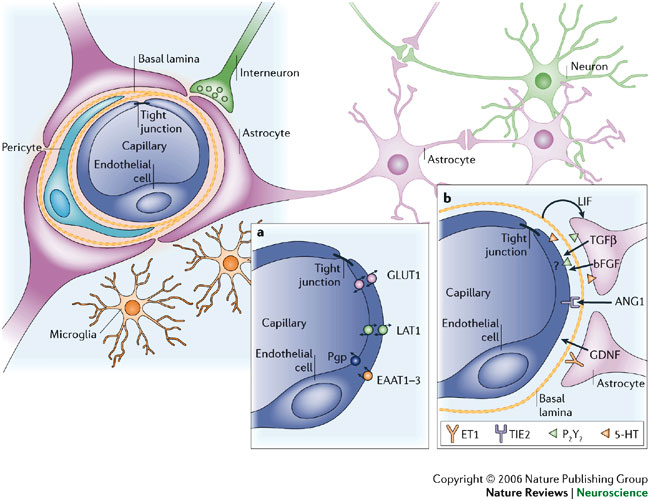 Basal lamina
Interneuron
Neuron
Tight
junction
Pericyte
Capillary
Astrocyte
Endothelial
cell
Astrocyte
Microglia
a
Tight
junction
GLUT1
Capillary
LAT1
Endothelial
cell
Pgp
EAAT1–3
b
LIF
Tight
junction
TGFβ
?
bFGF
Capillary
ANG1
Endothelial
cell
GDNF
Astrocyte
Basal
lamina
ET1 TIE2 P₂Y₂ 5-HT
Copyright © 2006 Nature Publishing Group
Nature Reviews | Neuroscience